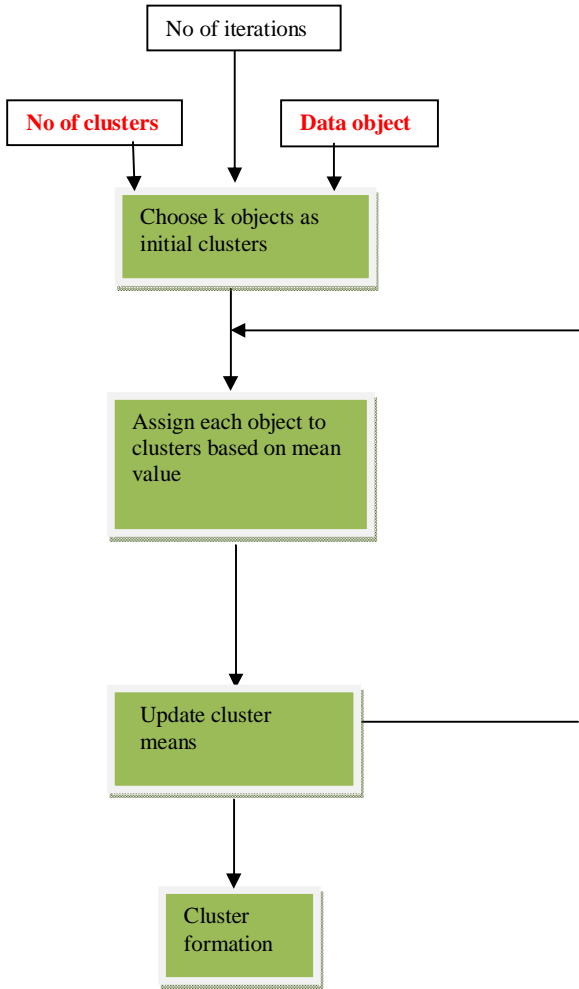 No of iterations
No of clusters
Data object
Choose k objects as
initial clusters
Assign each object to
clusters based on mean
value
Update cluster
means
Cluster
formation